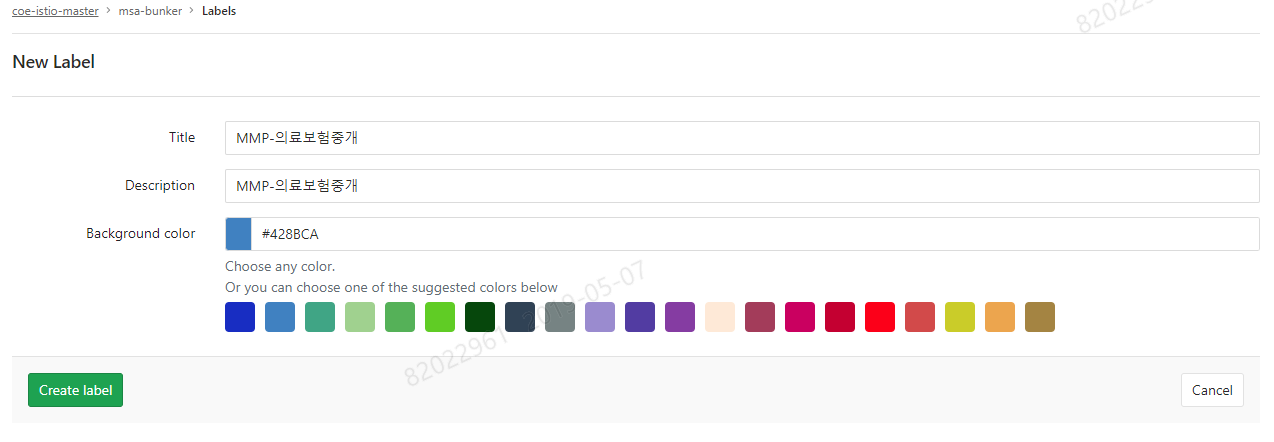 coe-istio-master > msa-bunker > Labels
New Label
Title
MMP-의료보험중개
Description
MMP-의료보험중개
Background color
#428BCA
Choose any color.
Or you can choose one of the suggested colors below
82022961 2019-05-07
Create label
Cancel